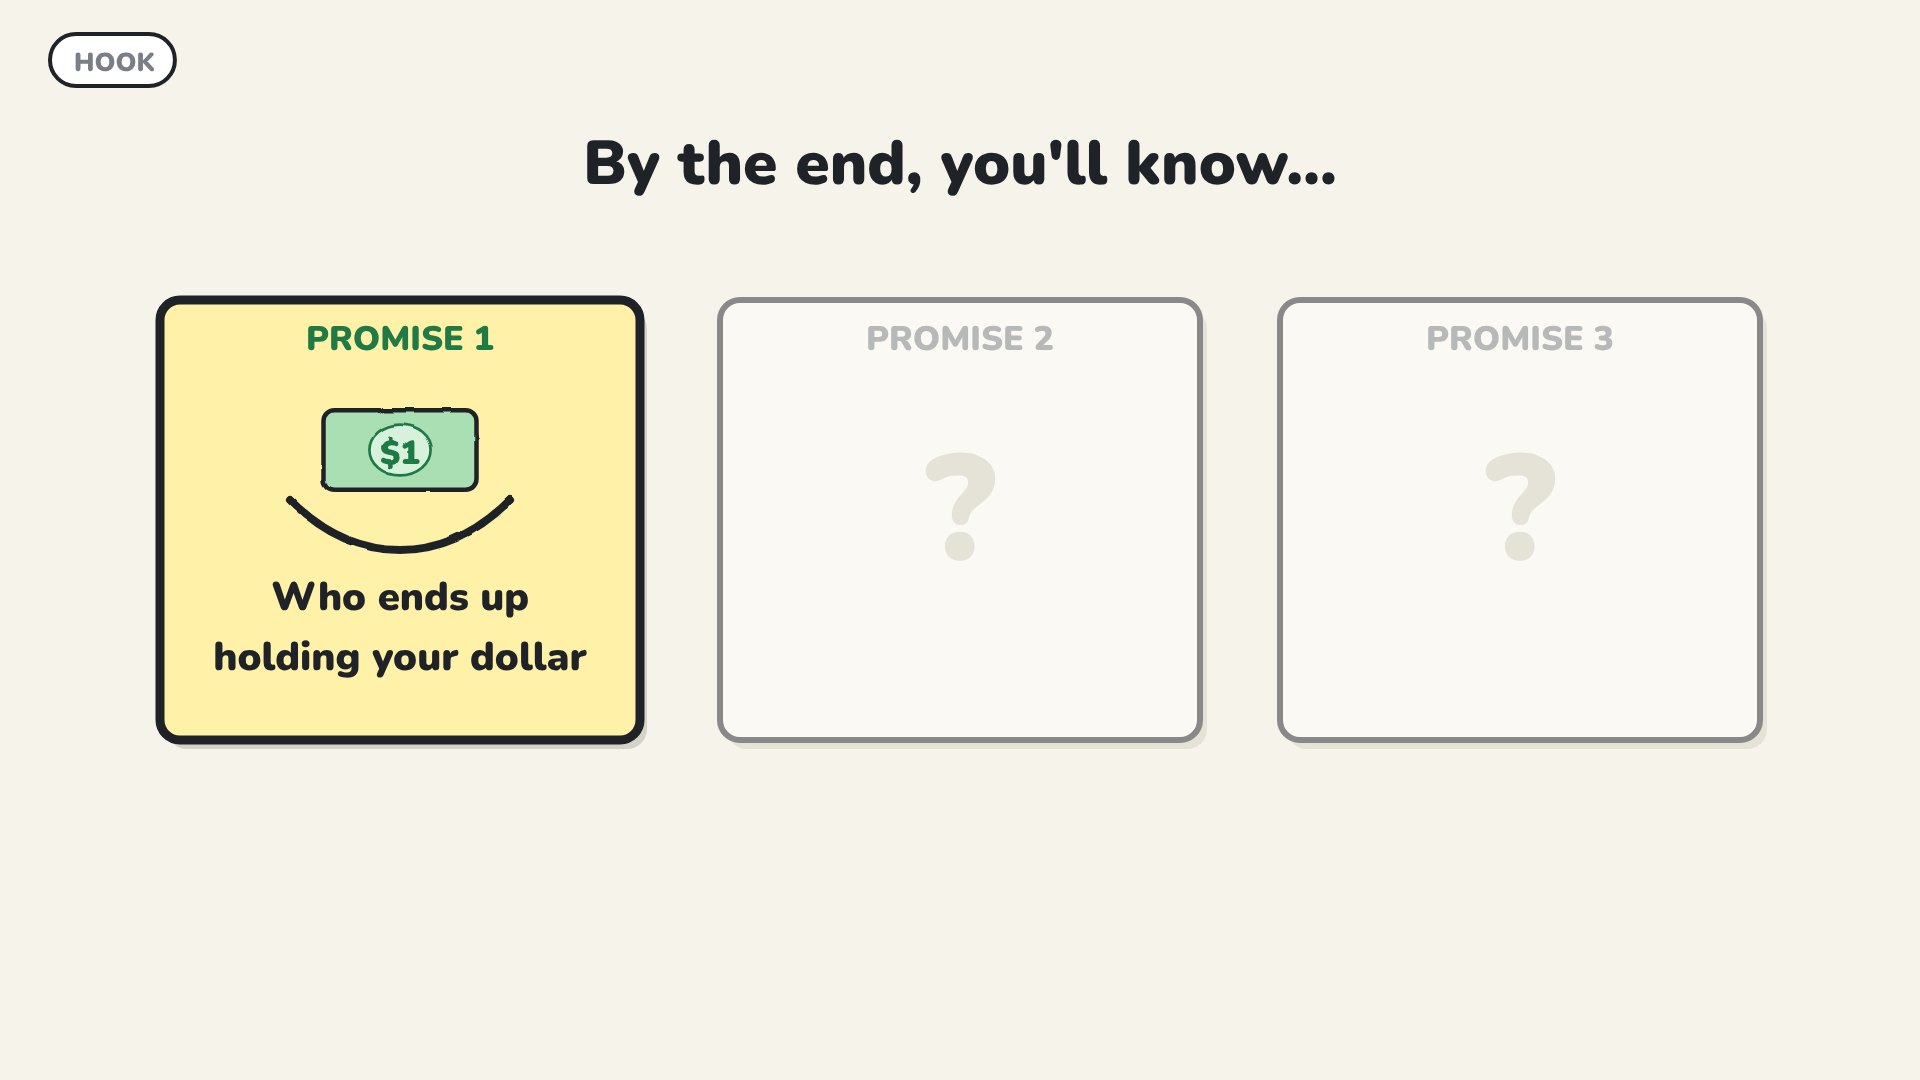 HOOK
By the end, you'll know...
PROMISE 1
$1
Who ends up
holding your dollar
PROMISE 2
?
PROMISE 3
?